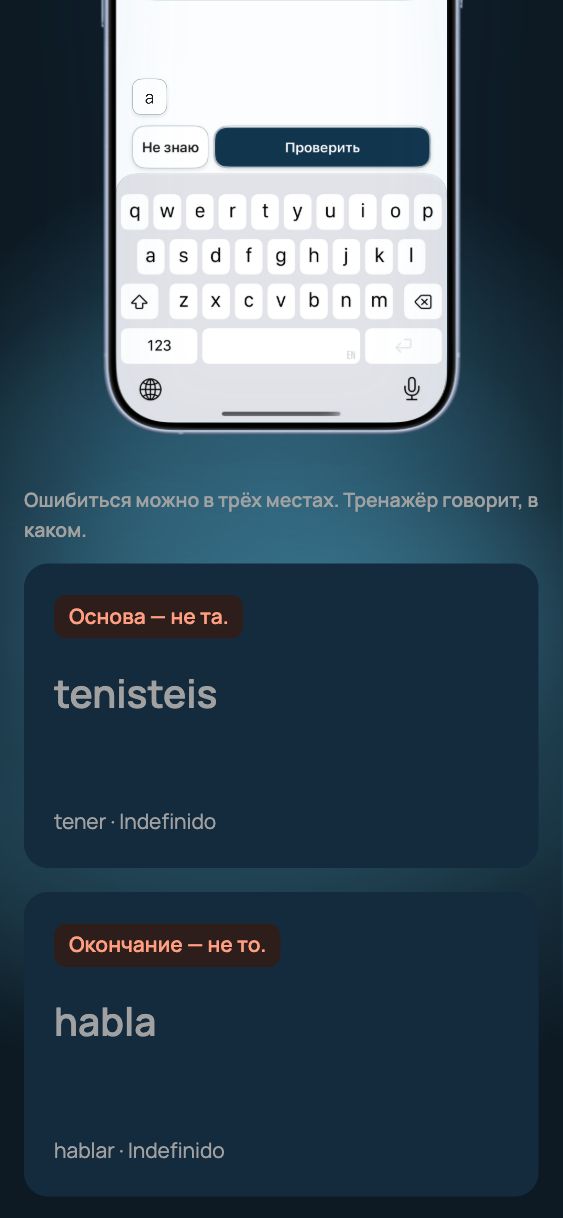 a
Не знаю
Проверить
q w e r t y u i o p
a s d f g h j k l
z x c v b n m
123
EN
Ошибиться можно в трёх местах. Тренажёр говорит, в
каком.
Основа — не та.
tenisteis
tener · Indefinido
Окончание — не то.
habla
hablar · Indefinido